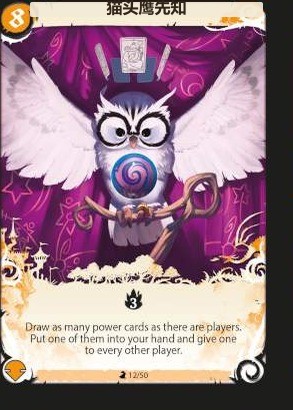 8
猫头鹰先知
3
Draw as many power cards as there are players.
Put one of them into your hand and give one
to every other player.
12/50